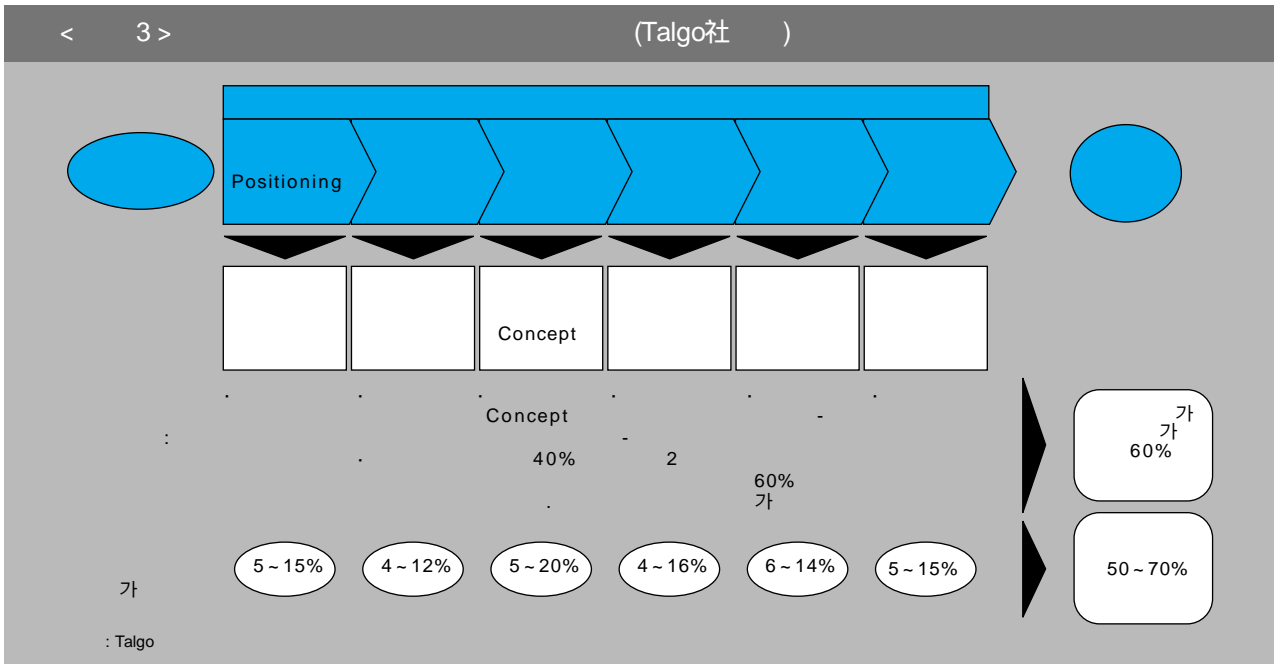 < 3 > (Talgo社 )
Positioning
Concept
· · · · · ·
Concept -
가
가
60%
:
-
· 40% 2
60%
. 가
5~15% 4~12% 5~20% 4~16% 6~14% 5~15% 50~70%
가
: Talgo